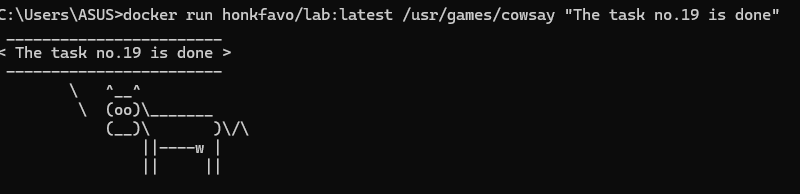 C:\Users\ASUS>docker run honkfavo/lab:latest /usr/games/cowsay "The task no.19 is done"
 ________________________
< The task no.19 is done >
 ------------------------
        \   ^__^
         \  (oo)\_______
            (__)\       )\/\
                ||----w |
                ||     ||